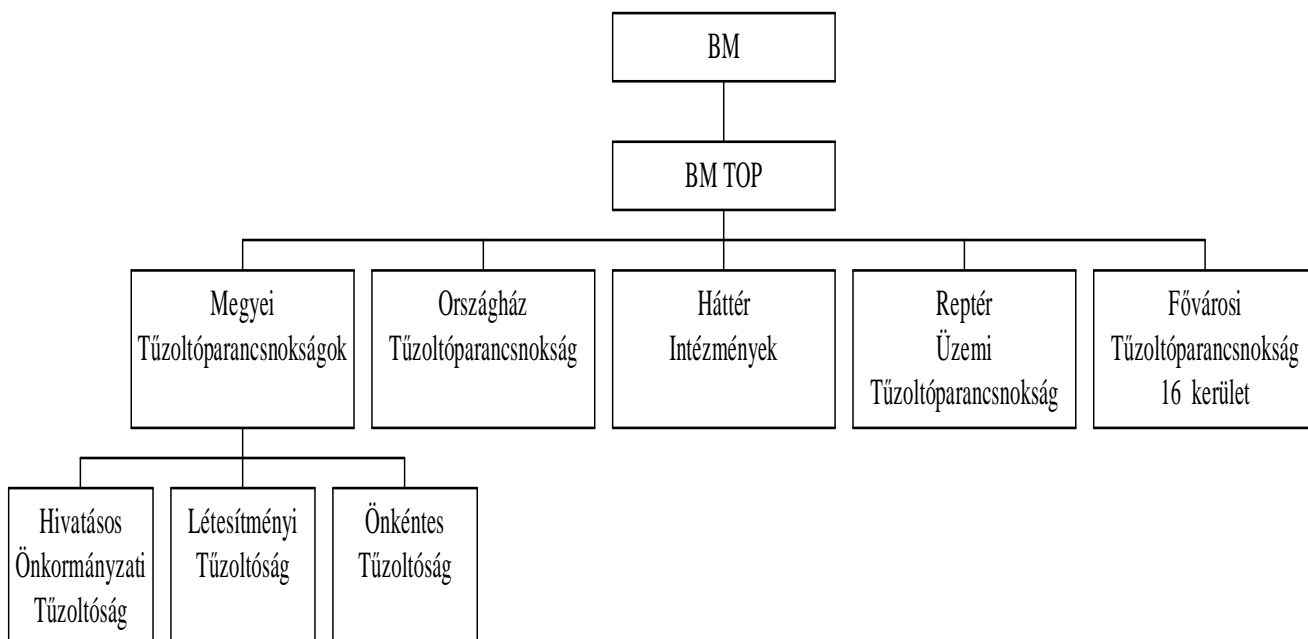 BM
BM TOP
Megyei
Tűzoltóparancsnokságok
Országház
Tűzoltóparancsnokság
Háttér
Intézmények
Reptér
Üzemi
Tűzoltóparancsnokság
Fővárosi
Tűzoltóparancsnokság
16 kerület
Hivatásos
Önkormányzati
Tűzoltóság
Létesítményi
Tűzoltóság
Önkéntes
Tűzoltóság